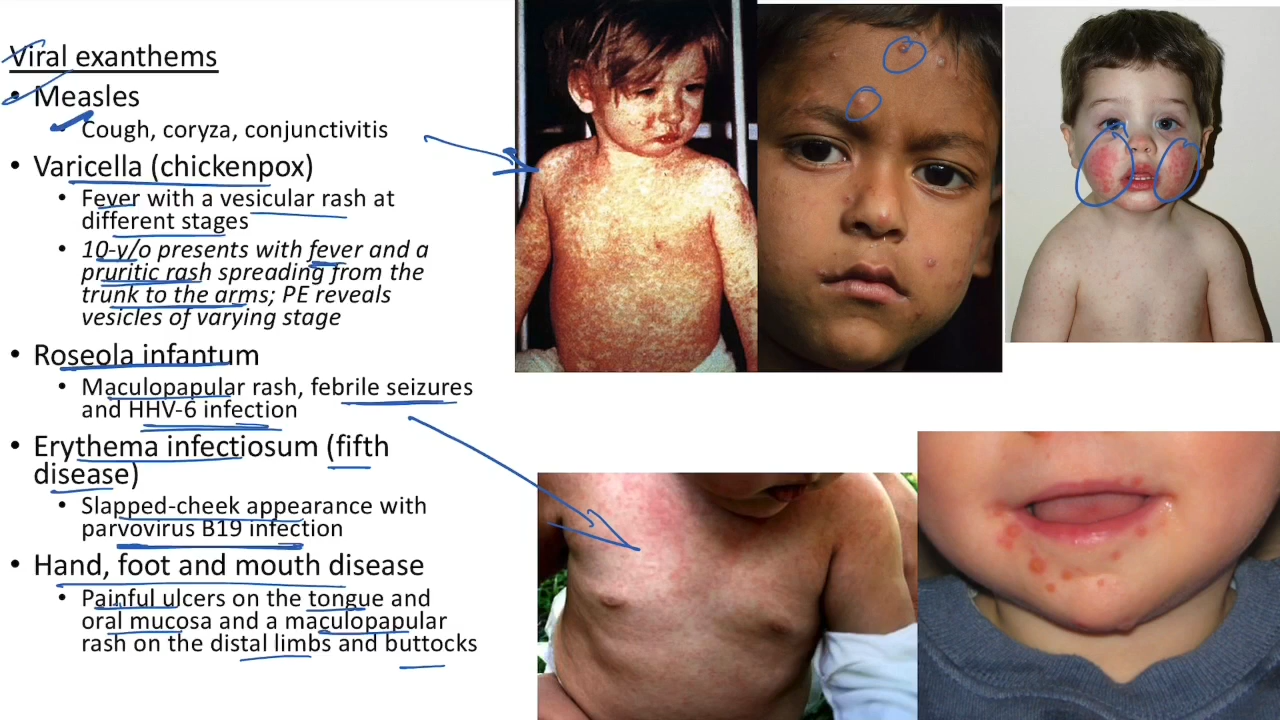 Viral exanthems
• Measles
• Cough, coryza, conjunctivitis
• Varicella (chickenpox)
• Fever with a vesicular rash at
different stages
• 10-y/o presents with fever and a
pruritic rash spreading from the
trunk to the arms; PE reveals
vesicles of varying stage
• Roseola infantum
• Maculopapular rash, febrile seizures
and HHV-6 infection
• Erythema infectiosum (fifth
disease)
• Slapped-cheek appearance with
parvovirus B19 infection
• Hand, foot and mouth disease
• Painful ulcers on the tongue and
oral mucosa and a maculopapular
rash on the distal limbs and buttocks